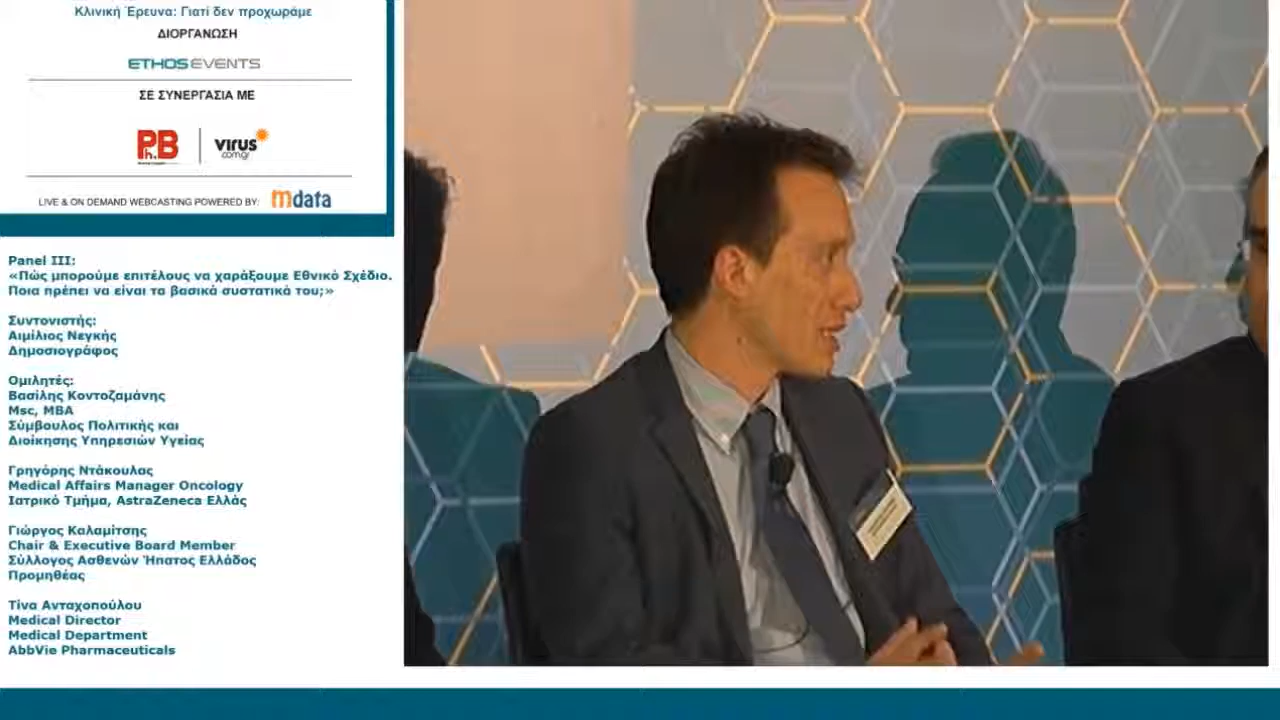 Κλινική Έρευνα: Γιατί δεν προχωράμε
ΔΙΟΡΓΑΝΩΣΗ
ETHOSEVENTS
ΣΕ ΣΥΝΕΡΓΑΣΙΑ ΜΕ
Ph.B
virus
com.gr
LIVE & ON DEMAND WEBCASTING POWERED BY: mdata
Panel III:
«Πώς μπορούμε επιτέλους να χαράξουμε Εθνικό Σχέδιο.
Ποια πρέπει να είναι τα βασικά συστατικά του;»
Συντονιστής:
Αιμίλιος Νεγκής
Δημοσιογράφος
Ομιλητές:
Βασίλης Κοντοζαμάνης
Msc, MBA
Σύμβουλος Πολιτικής και
Διοίκησης Υπηρεσιών Υγείας
Γρηγόρης Ντάκουλας
Medical Affairs Manager Oncology
Ιατρικό Τμήμα, AstraZeneca Ελλάς
Γιώργος Καλαμίτσης
Chair & Executive Board Member
Σύλλογος Ασθενών Ήπατος Ελλάδος
Προμηθέας
Τίνα Ανταχοπούλου
Medical Director
Medical Department
AbbVie Pharmaceuticals